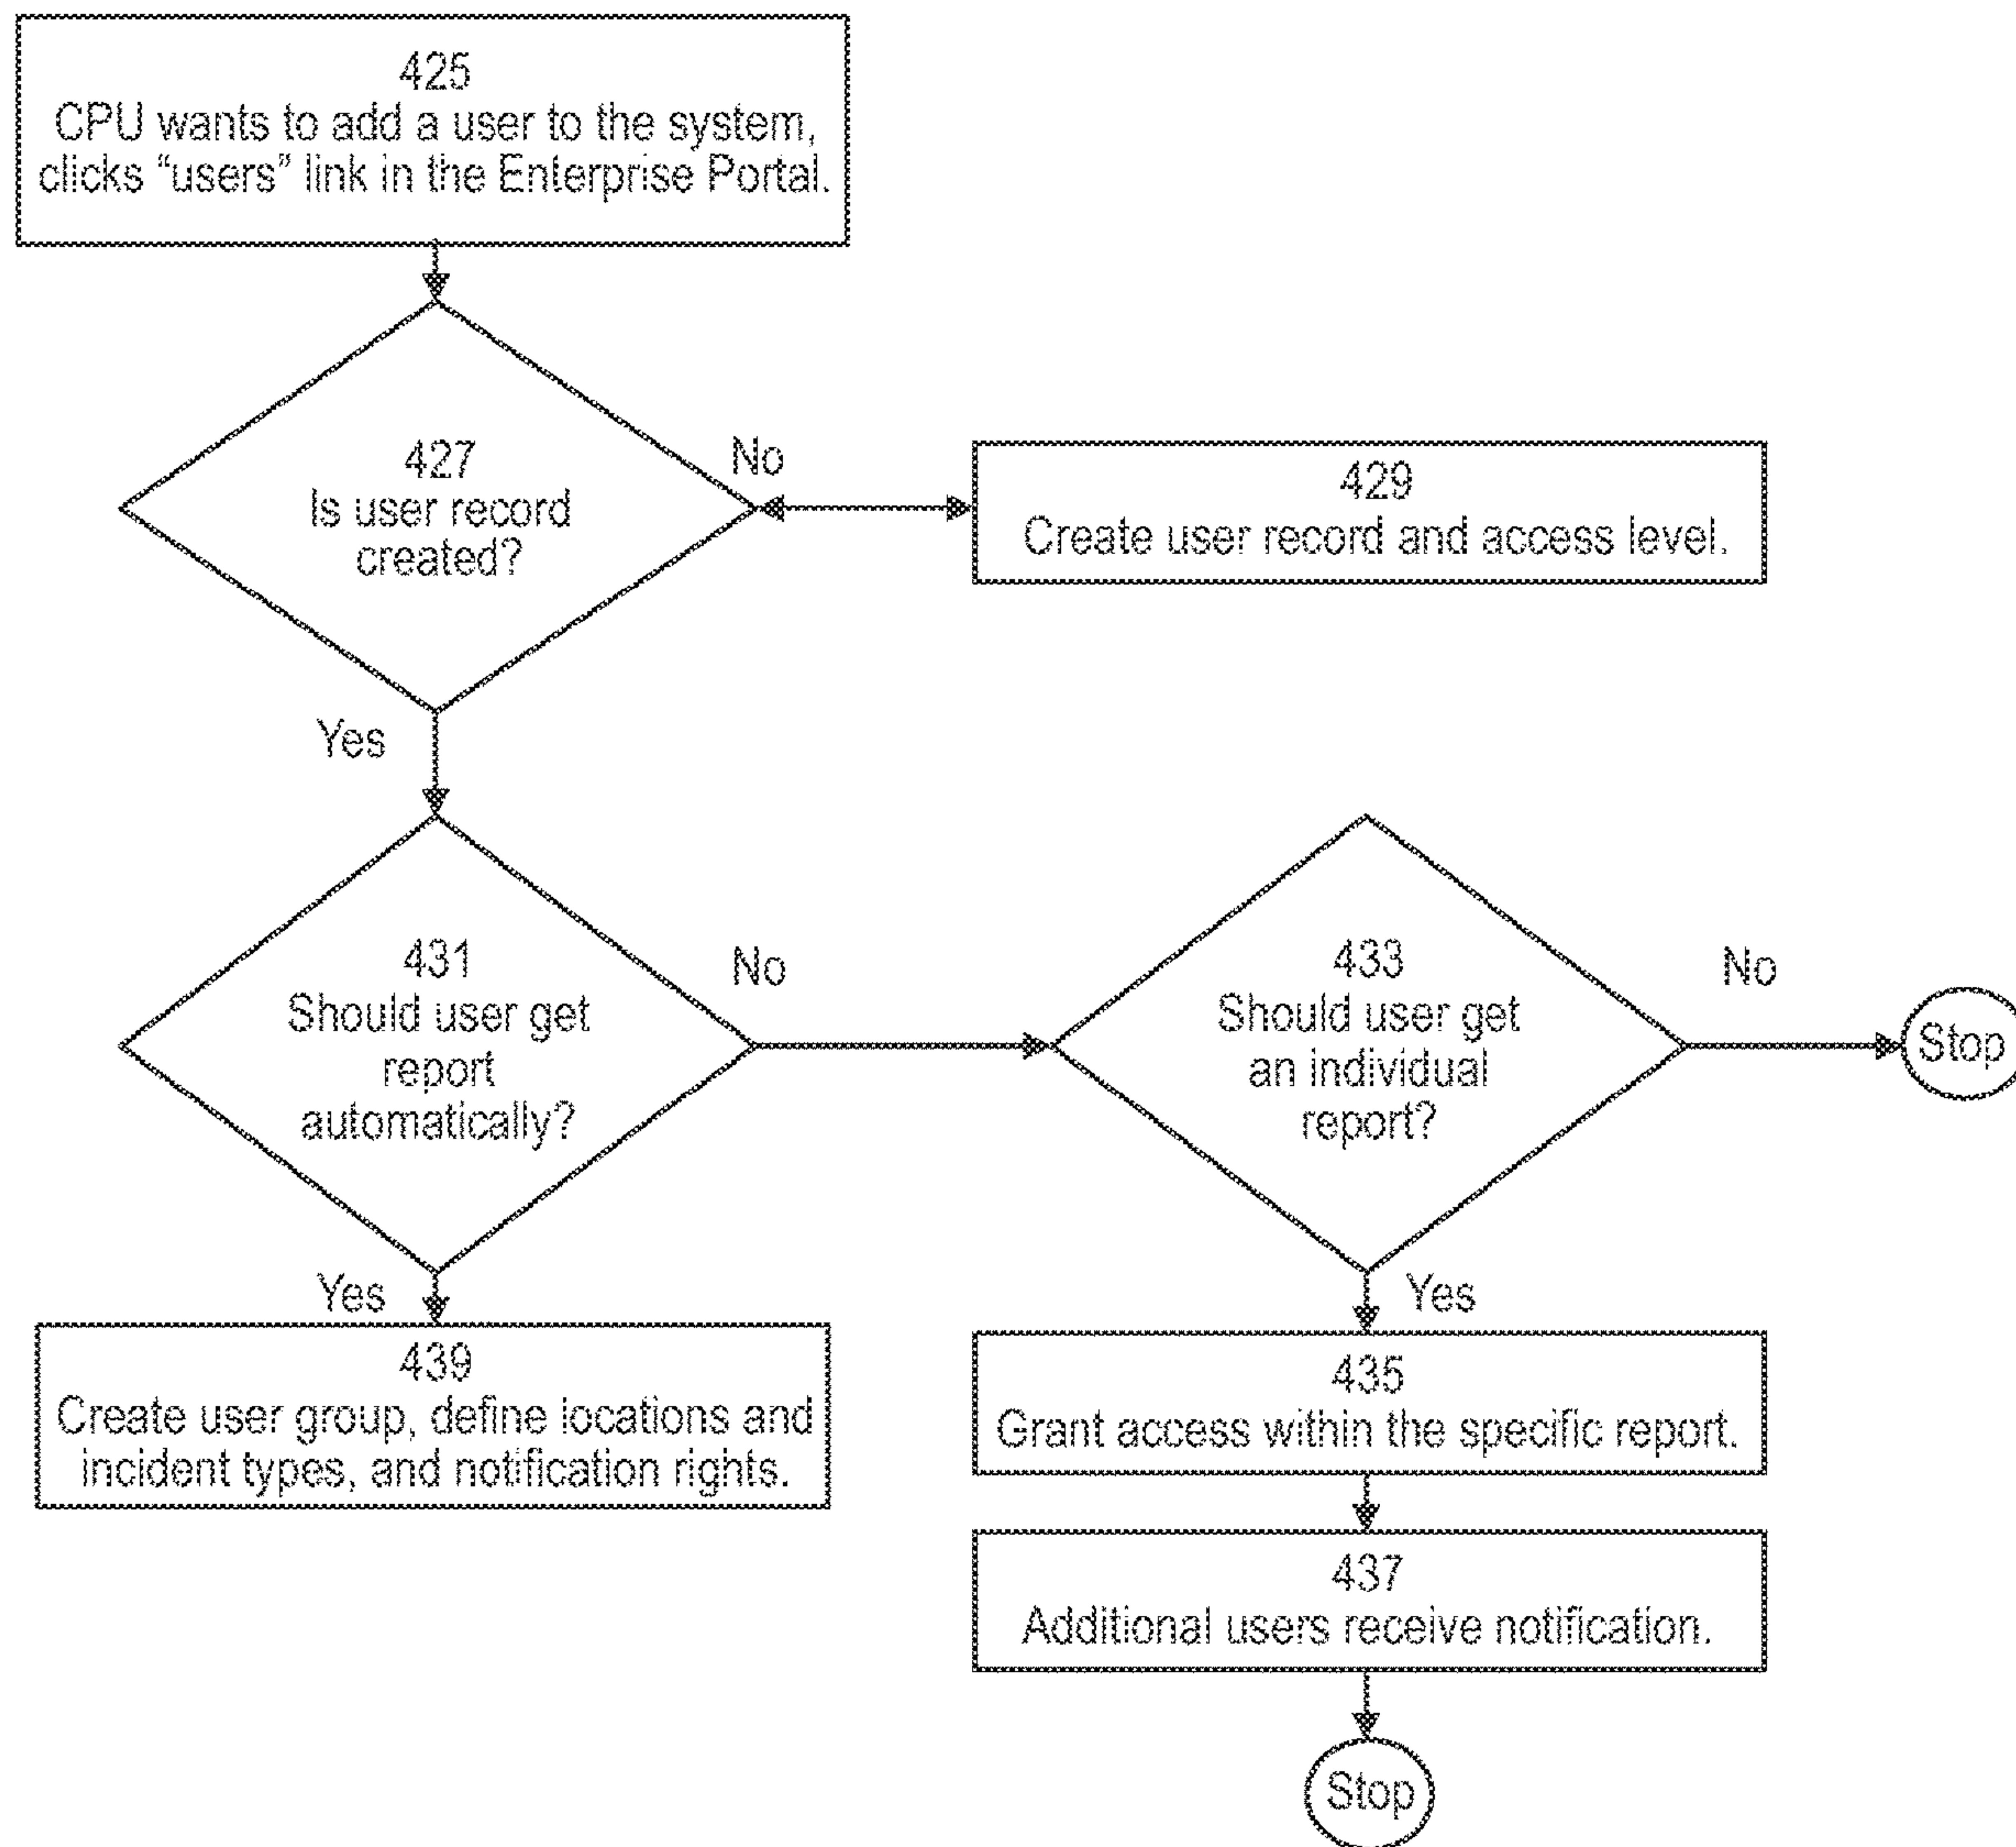 425
CPU wants to add a user to the system,
clicks “users” link in the Enterprise Portal.
427
Is user record
created?
No
429
Create user record and access level.
Yes
431
Should user get
report
automatically?
No
433
Should user get
an individual
report?
No
Stop
Yes
439
Create user group, define locations and
incident types, and notification rights.
Yes
435
Grant access within the specific report.
437
Additional users receive notification.
Stop